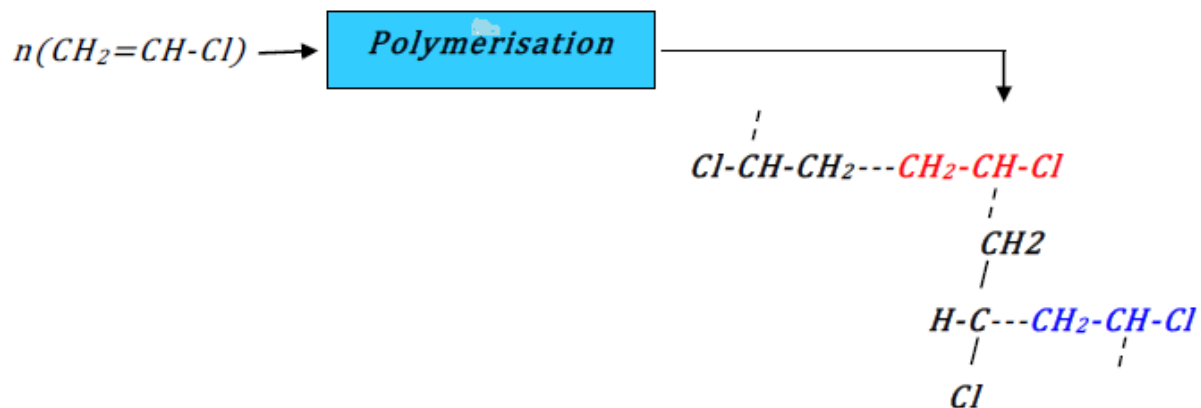 n(CH₂=CH-Cl)
Polymerisation
Cl-CH-CH₂---CH₂-CH-Cl
CH2
H-C---CH₂-CH-Cl
Cl